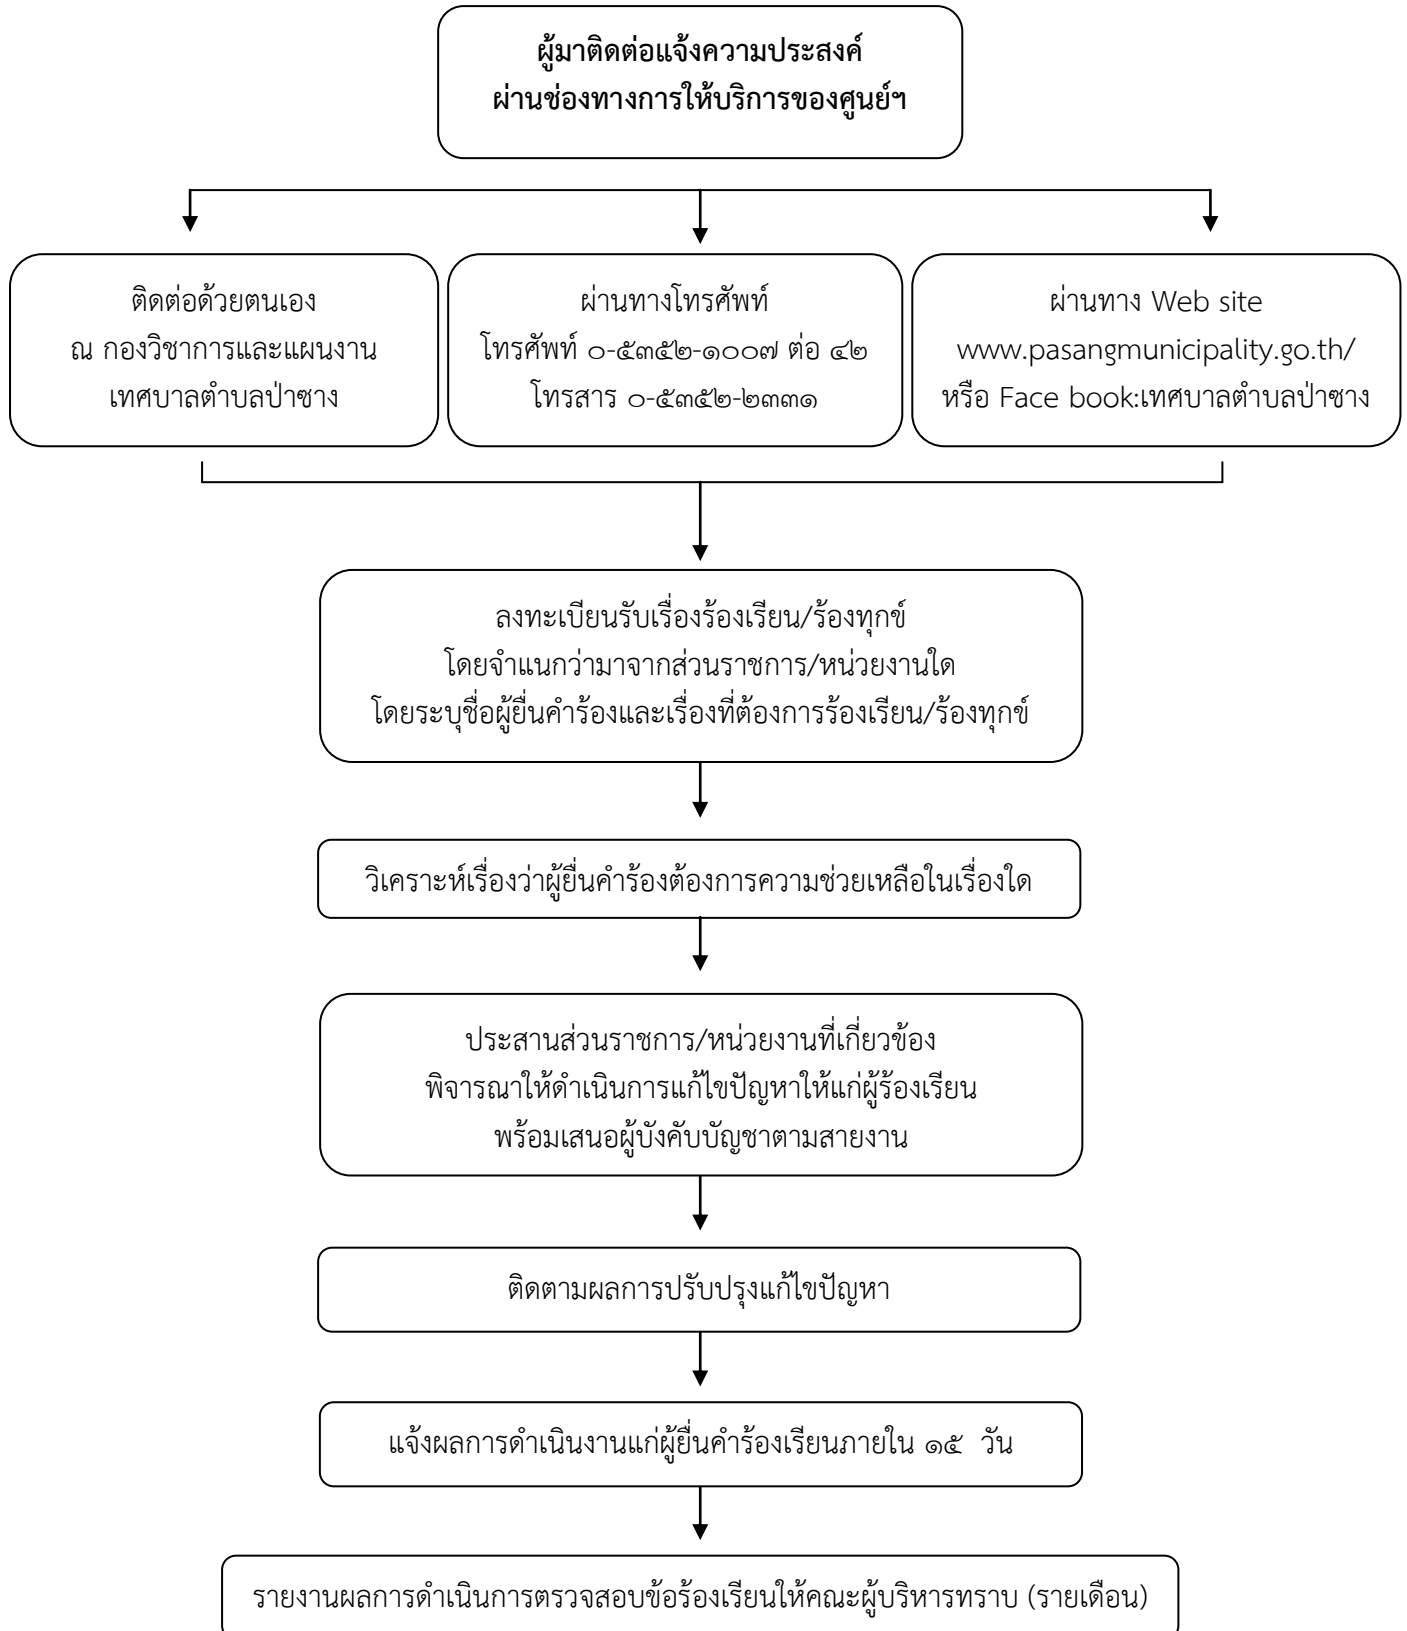 ผู้มาติดต่อแจ้งความประสงค์
ผ่านช่องทางการให้บริการของศูนย์ฯ
ติดต่อด้วยตนเอง
ณ กองวิชาการและแผนงาน
เทศบาลตำบลป่าซาง
ผ่านทางโทรศัพท์
โทรศัพท์ ๐-๕๓๕๒-๑๐๐๗ ต่อ ๔๒
โทรสาร ๐-๕๓๕๒-๒๓๓๑
ผ่านทาง Web site
www.pasangmunicipality.go.th/
หรือ Face book:เทศบาลตำบลป่าซาง
ลงทะเบียนรับเรื่องร้องเรียน/ร้องทุกข์
โดยจำแนกว่ามาจากส่วนราชการ/หน่วยงานใด
โดยระบุชื่อผู้ยื่นคำร้องและเรื่องที่ต้องการร้องเรียน/ร้องทุกข์
วิเคราะห์เรื่องว่าผู้ยื่นคำร้องต้องการความช่วยเหลือในเรื่องใด
ประสานส่วนราชการ/หน่วยงานที่เกี่ยวข้อง
พิจารณาให้ดำเนินการแก้ไขปัญหาให้แก่ผู้ร้องเรียน
พร้อมเสนอผู้บังคับบัญชาตามสายงาน
ติดตามผลการปรับปรุงแก้ไขปัญหา
แจ้งผลการดำเนินงานแก่ผู้ยื่นคำร้องเรียนภายใน ๑๕ วัน
รายงานผลการดำเนินการตรวจสอบข้อร้องเรียนให้คณะผู้บริหารทราบ (รายเดือน)